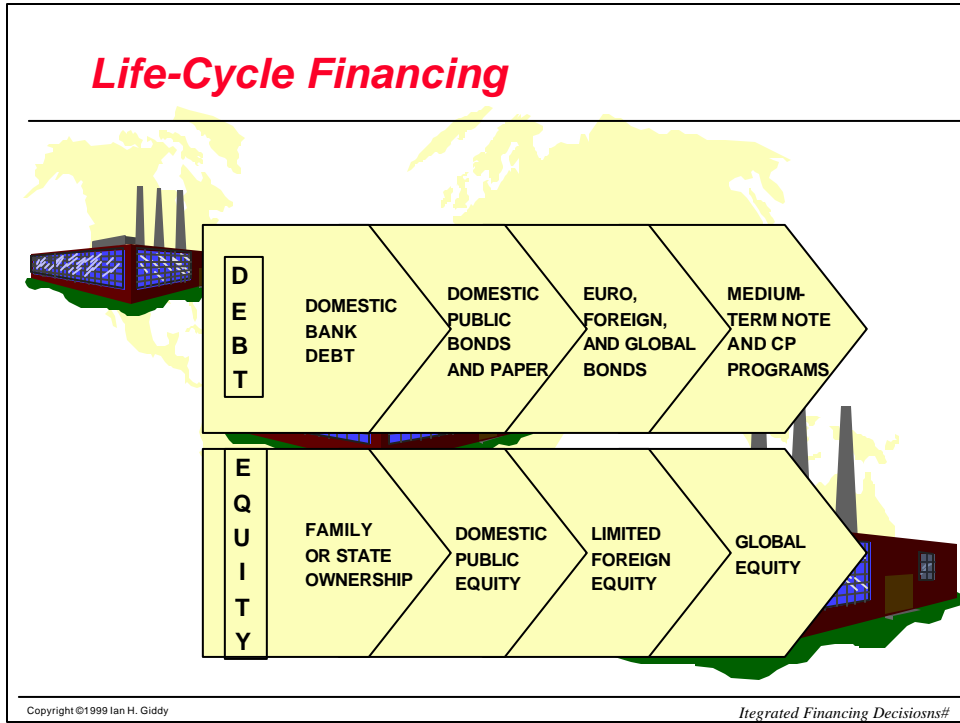 Life-Cycle Financing
D
E
B
T
DOMESTIC
BANK
DEBT
DOMESTIC
PUBLIC
BONDS
AND PAPER
EURO,
FOREIGN,
AND GLOBAL
BONDS
MEDIUM-
TERM NOTE
AND CP
PROGRAMS
E
Q
U
I
T
Y
FAMILY
OR STATE
OWNERSHIP
DOMESTIC
PUBLIC
EQUITY
LIMITED
FOREIGN
EQUITY
GLOBAL
EQUITY
Copyright ©1999 Ian H. Giddy
Itegrated Financing Decisiosns#